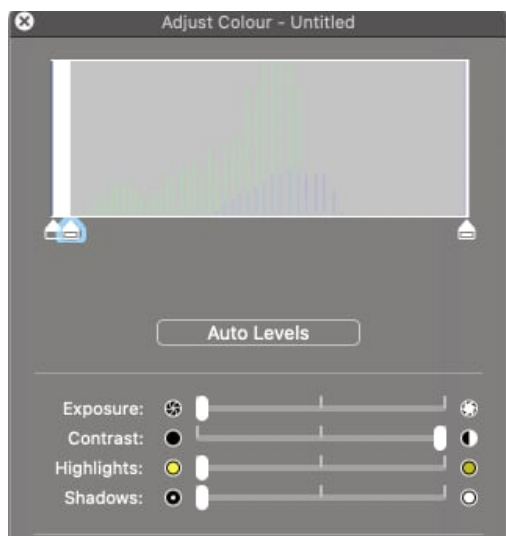 Adjust Colour - Untitled
Auto Levels
Exposure:
Contrast:
Highlights:
Shadows: